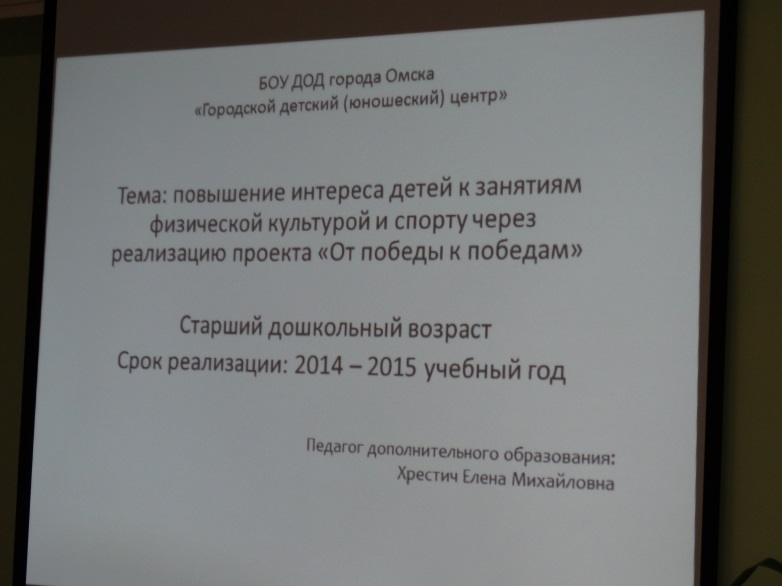 БОУ ДОД города Омска
«Городской детский (юношеский) центр»
Тема: повышение интереса детей к занятиям
физической культурой и спорту через
реализацию проекта «От победы к победам»
Старший дошкольный возраст
Срок реализации: 2014 – 2015 учебный год
Педагог дополнительного образования:
Хрестич Елена Михайловна